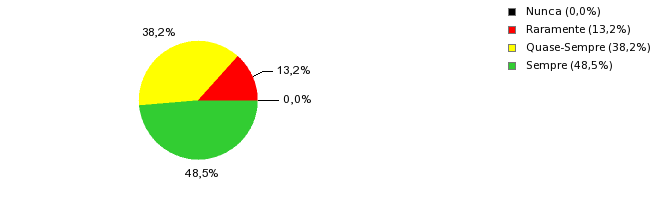 38,2%
13,2%
0,0%
48,5%
Nunca (0,0%)
Raramente (13,2%)
Quase-Sempre (38,2%)
Sempre (48,5%)